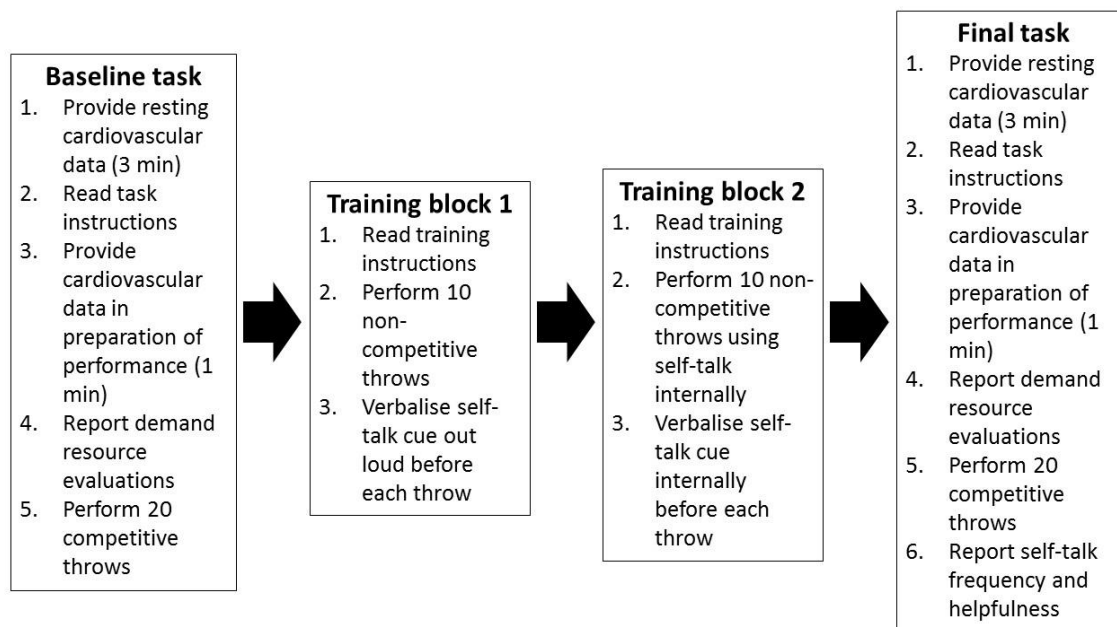 Baseline task
1. Provide resting
cardiovascular
data (3 min)
2. Read task
instructions
3. Provide
cardiovascular
data in
preparation of
performance (1
min)
4. Report demand
resource
evaluations
5. Perform 20
competitive
throws
Training block 1
1. Read training
instructions
2. Perform 10
non-
competitive
throws
3. Verbalise self-
talk cue out
loud before
each throw
Training block 2
1. Read training
instructions
2. Perform 10 non-
competitive
throws using
self-talk
internally
3. Verbalise self-
talk cue
internally
before each
throw
Final task
1. Provide resting
cardiovascular
data (3 min)
2. Read task
instructions
3. Provide
cardiovascular
data in
preparation of
performance (1
min)
4. Report demand
resource
evaluations
5. Perform 20
competitive
throws
6. Report self-talk
frequency and
helpfulness